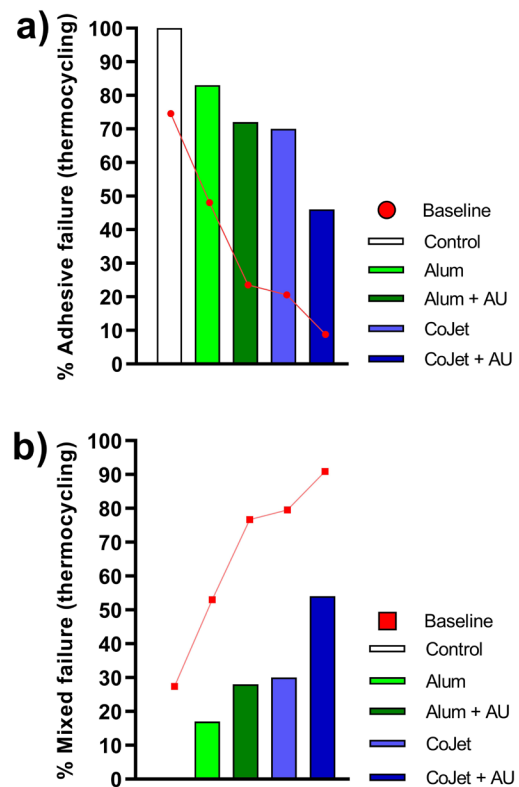 a)
% Adhesive failure (thermocycling)
100
90
80
70
60
50
40
30
20
10
0
Baseline
Control
Alum
Alum + AU
CoJet
CoJet + AU
b)
% Mixed failure (thermocycling)
100
90
80
70
60
50
40
30
20
10
0
Baseline
Control
Alum
Alum + AU
CoJet
CoJet + AU